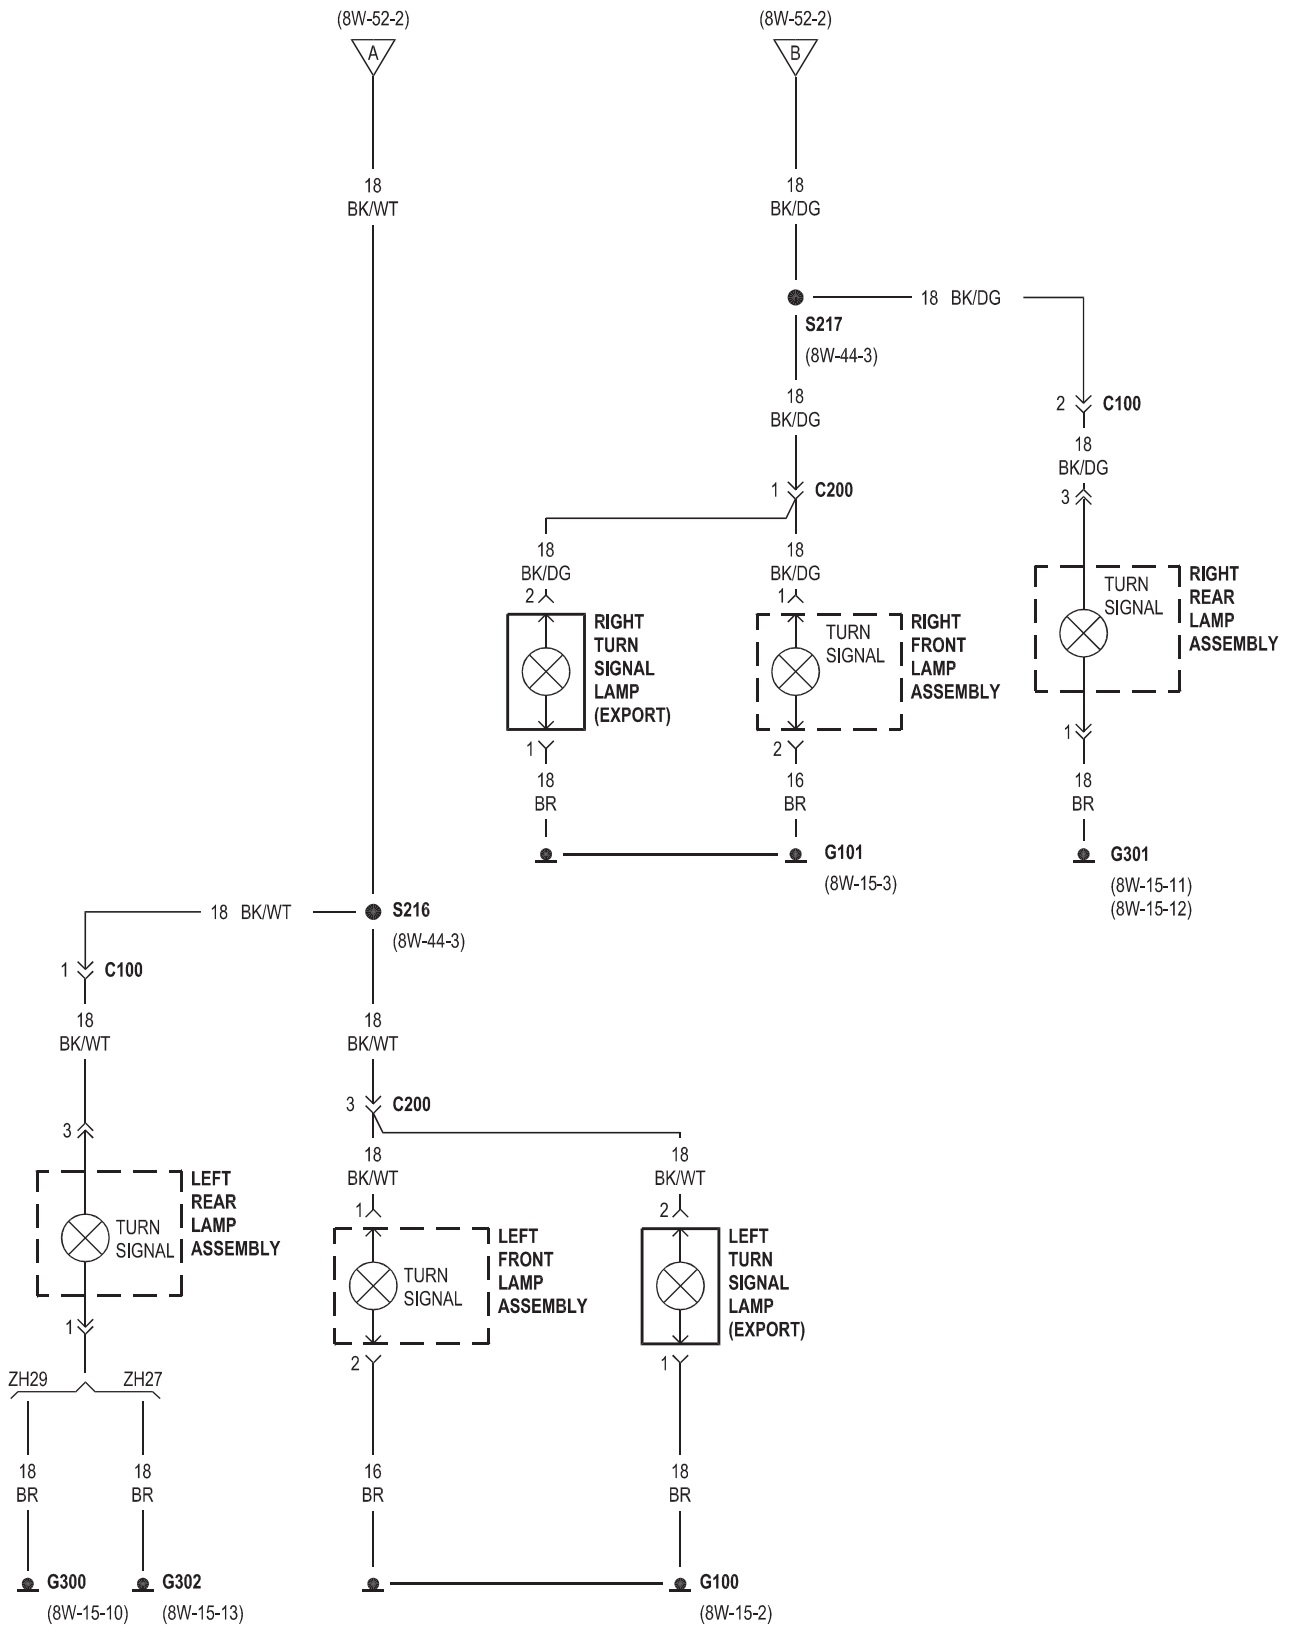 (8W-52-2)
A
(8W-52-2)
B
18
BK/WT
18
BK/DG
18 BK/DG
S217
(8W-44-3)
18
BK/DG
2
C100
18
BK/DG
3
1
C200
18
BK/DG
2
18
BK/DG
1
TURN
SIGNAL
RIGHT
REAR
LAMP
ASSEMBLY
RIGHT
TURN
SIGNAL
LAMP
(EXPORT)
TURN
SIGNAL
RIGHT
FRONT
LAMP
ASSEMBLY
1
18
BR
2
16
BR
1
18
BR
G101
(8W-15-3)
G301
(8W-15-11)
(8W-15-12)
18 BK/WT
S216
(8W-44-3)
1
C100
18
BK/WT
3
18
BK/WT
3
C200
18
BK/WT
1
18
BK/WT
2
TURN
SIGNAL
LEFT
REAR
LAMP
ASSEMBLY
TURN
SIGNAL
LEFT
FRONT
LAMP
ASSEMBLY
LEFT
TURN
SIGNAL
LAMP
(EXPORT)
1
2
1
ZH29
ZH27
18
BR
18
BR
16
BR
18
BR
G300
(8W-15-10)
G302
(8W-15-13)
G100
(8W-15-2)